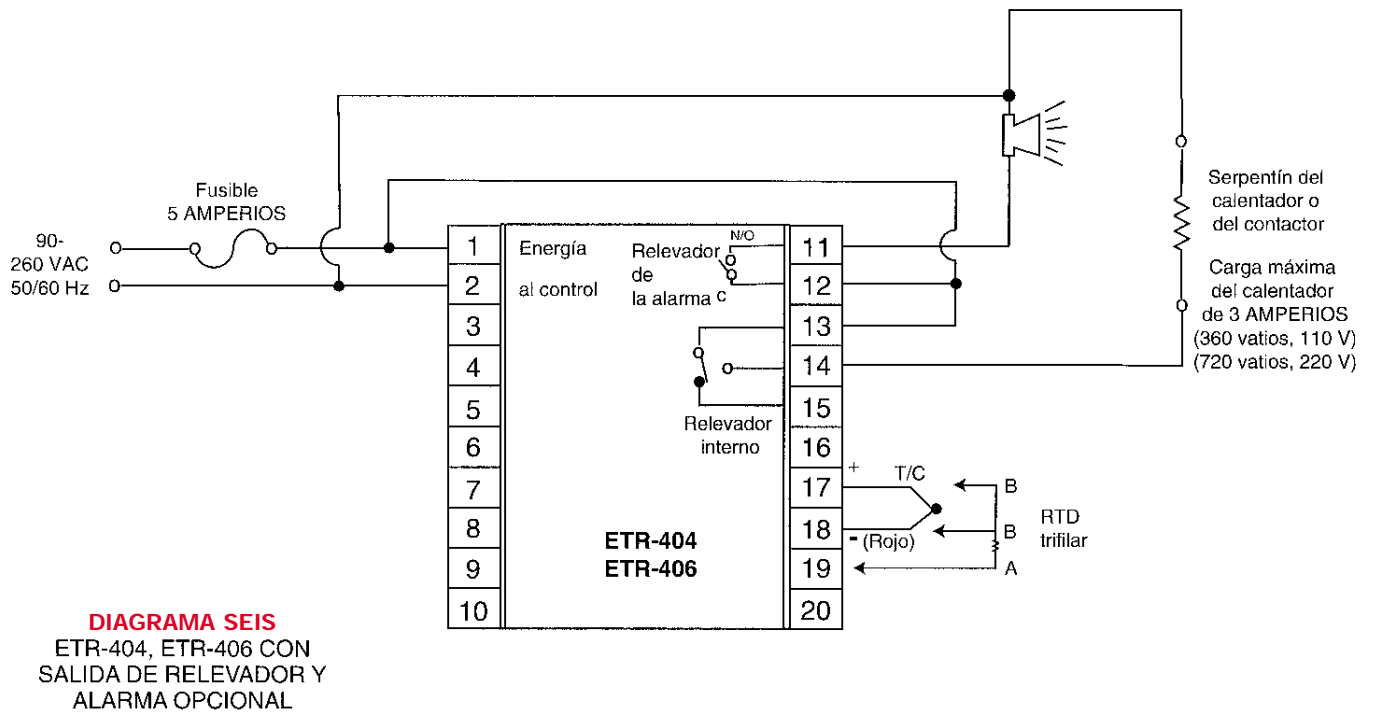 Fusible
5 AMPERIOS
90-
260 VAC
50/60 Hz
1
2
3
4
5
6
7
8
9
10
Energía
al control
Relevador
de
la alarma
N/O
C
Relevador
interno
ETR-404
ETR-406
11
12
13
14
15
16
17
18
19
20
+
T/C
- (Rojo)
B
B
A
RTD
trifilar
Serpentín del
calentador o
del contactor
Carga máxima
del calentador
de 3 AMPERIOS
(360 vatios, 110 V)
(720 vatios, 220 V)
DIAGRAMA SEIS
ETR-404, ETR-406 CON
SALIDA DE RELEVADOR Y
ALARMA OPCIONAL